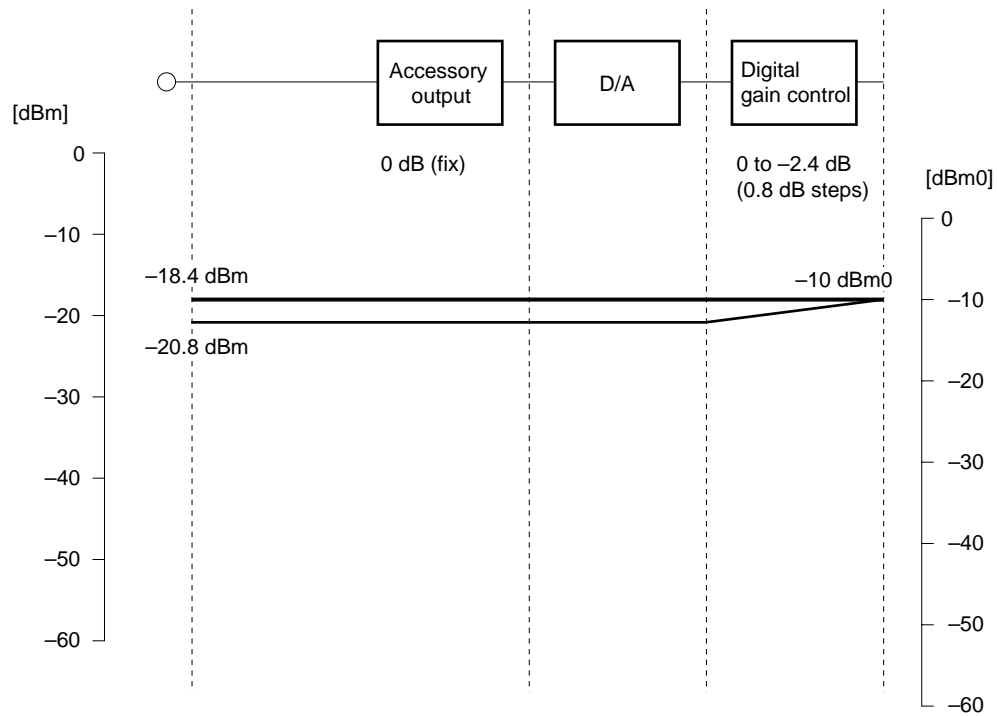 Accessory
output
D/A
Digital
gain control
[dBm]
0 dB (fix)
0 to –2.4 dB
(0.8 dB steps)
[dBm0]
0
–10
–20
–30
–40
–50
–60
–18.4 dBm
–20.8 dBm
–10 dBm0
0
–10
–20
–30
–40
–50
–60